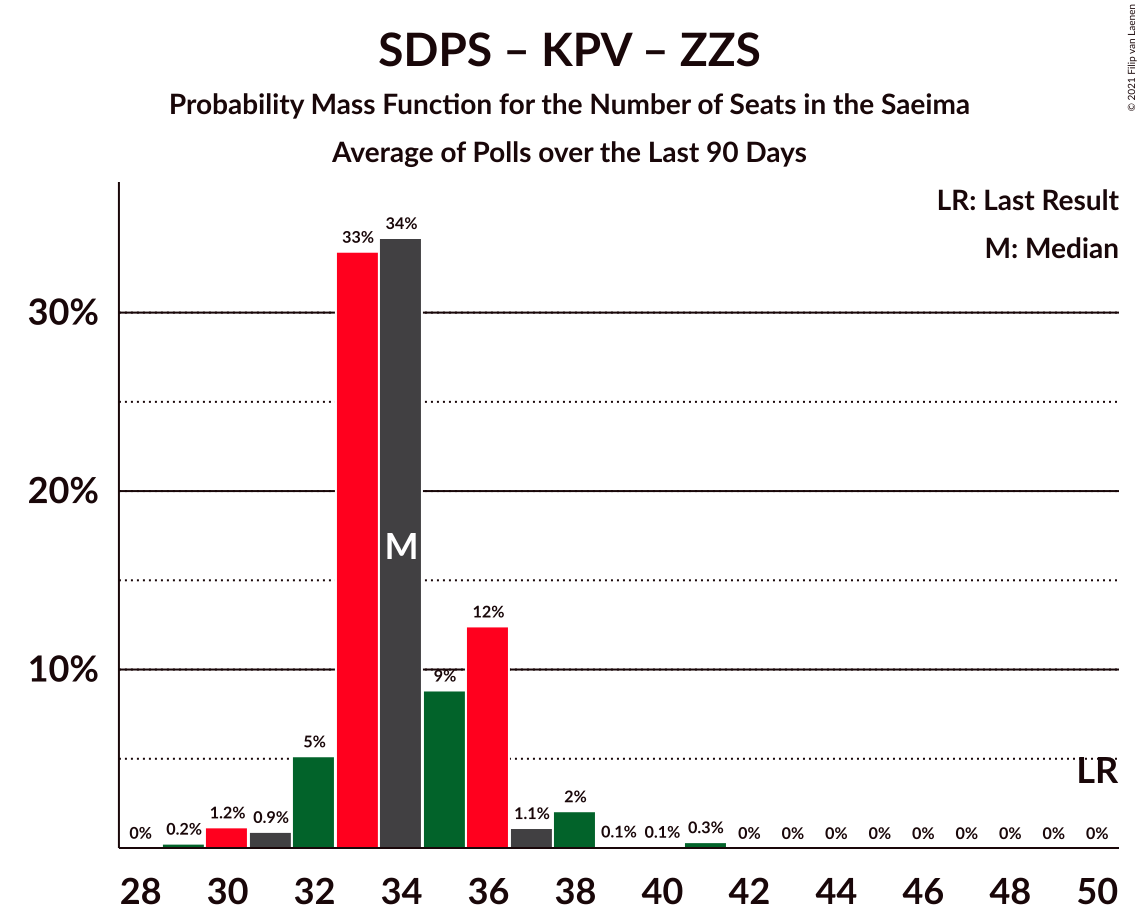 SDPS – KPV – ZZS
Probability Mass Function for the Number of Seats in the Saeima
Average of Polls over the Last 90 Days
© 2021 Filip van Laenen
LR: Last Result
M: Median
30%
20%
10%
0% 0.2% 1.2% 0.9% 5% 33% 34% 9% 12% 1.1% 2% 0.1% 0.1% 0.3% 0% 0% 0% 0% 0% 0% 0% 0% 0%
M
LR
28 30 32 34 36 38 40 42 44 46 48 50